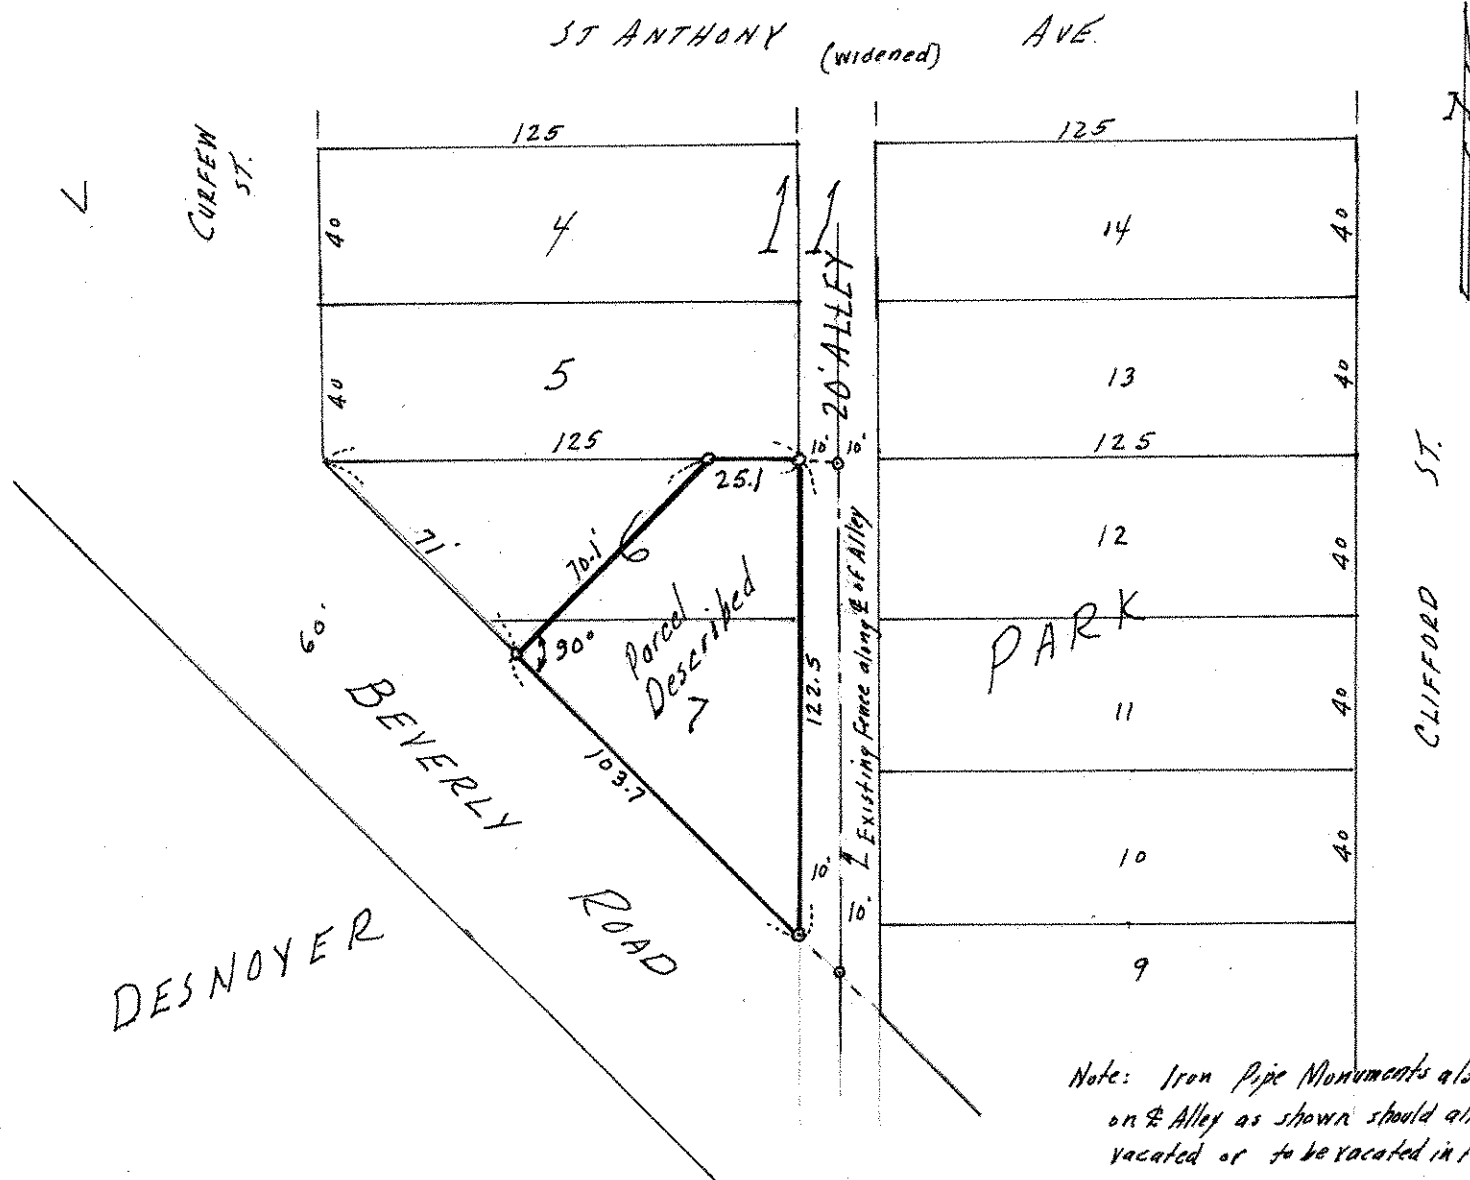 ST ANTHONY (widened) AVE.
N
CURFEW
ST.
125
125
4
11
14
40
40
20' ALLEY
5
13
40
40
125
10'
10'
125
25.1
71'
70.1'
6
12
40
60'
90°
Parcel
Described
7
122.5
Existing Fence along ℄ of Alley
PARK
CLIFFORD ST.
11
40
BEVERLY
ROAD
103.7
10'
10'
10
40
DESNOYER
9
Note: Iron Pipe Monuments
on ℄ Alley as shown should
vacated or to be vacated in